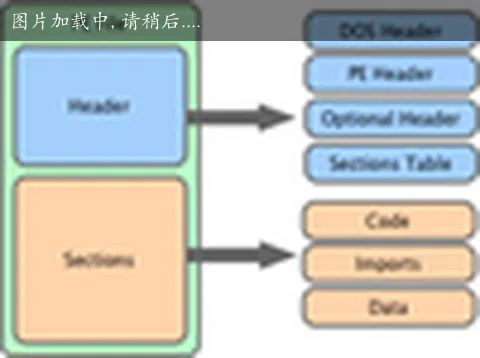 图片加载中, 请稍后....
DOS Header
PE Header
Header
Optional Header
Sections Table
Code
Sections
Imports
Data